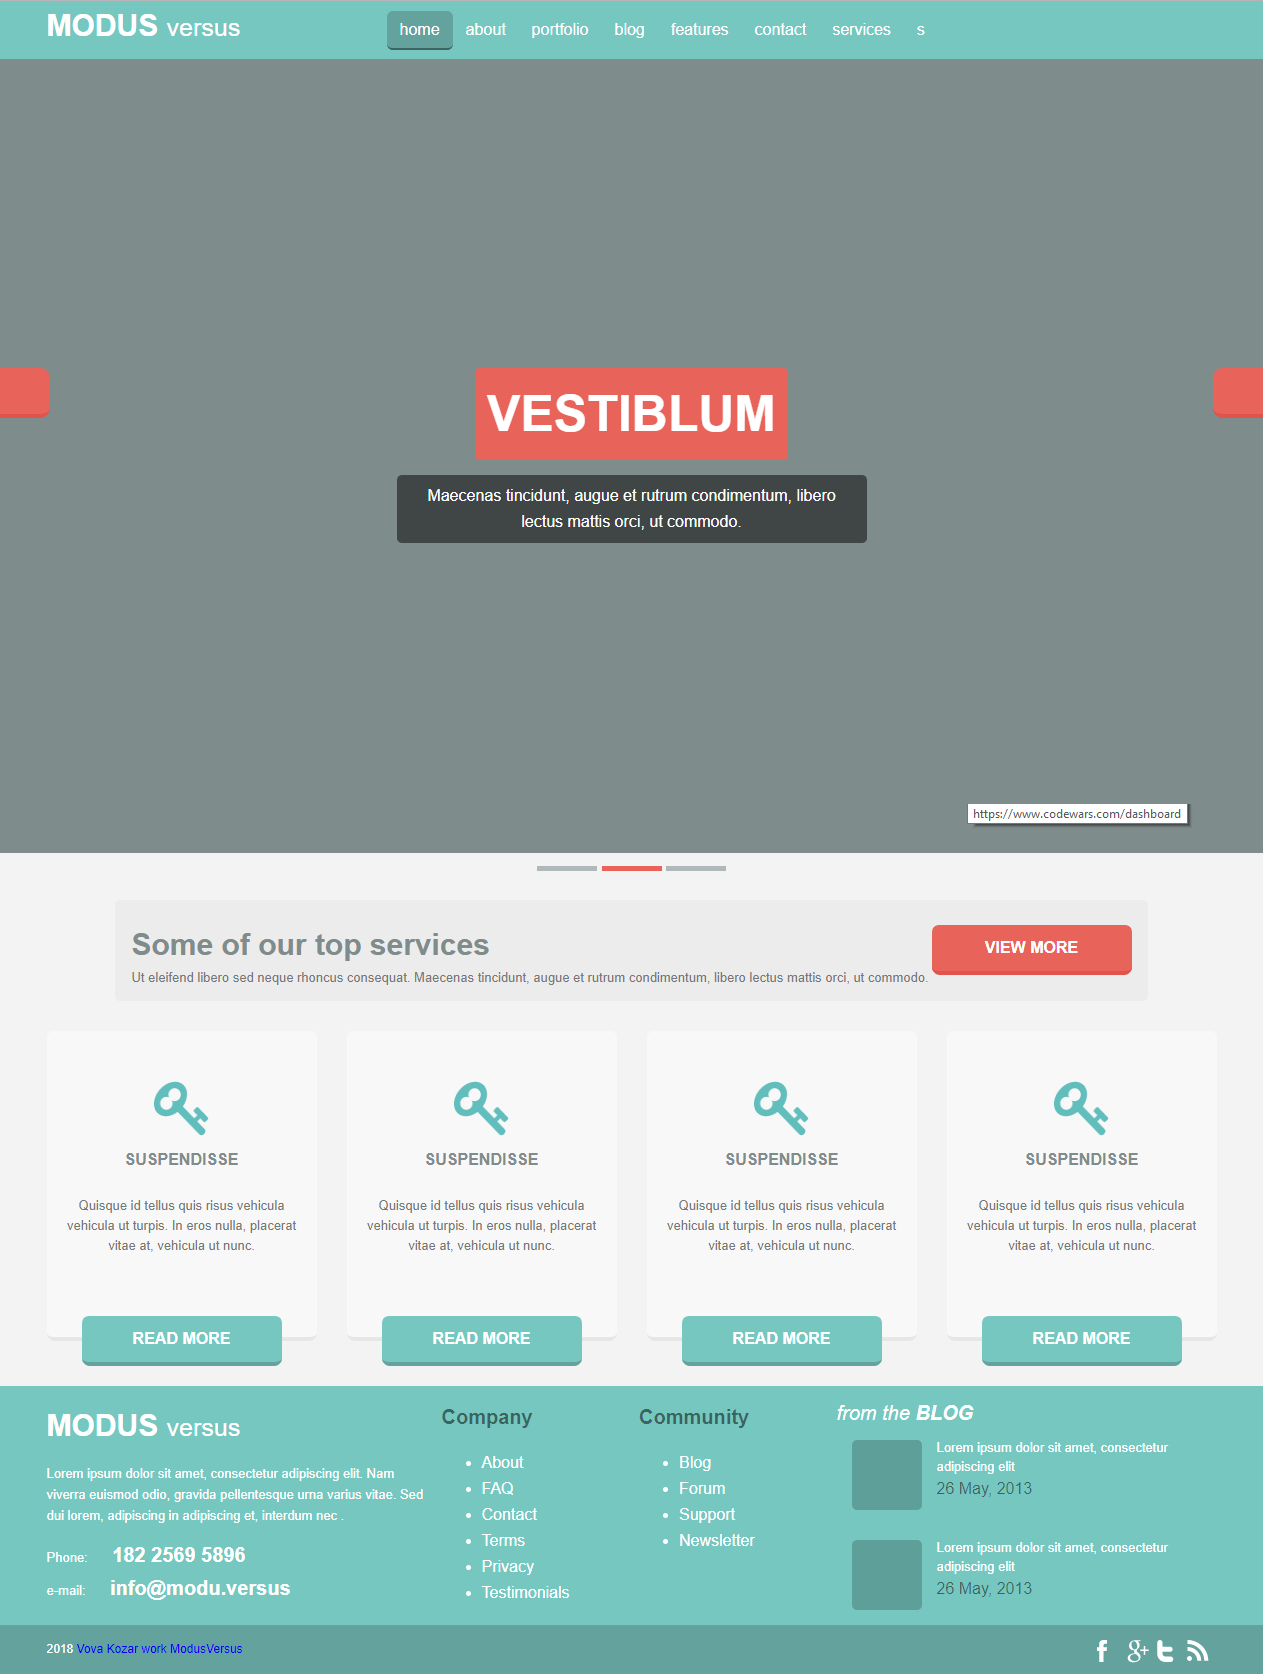 MODUS versus
home about portfolio blog features contact services s
VESTIBLUM
Maecenas tincidunt, augue et rutrum condimentum, libero
lectus mattis orci, ut commodo.
https://www.codewars.com/dashboard
Some of our top services
Ut eleifend libero sed neque rhoncus consequat. Maecenas tincidunt, augue et rutrum condimentum, libero lectus mattis orci, ut commodo.
VIEW MORE
SUSPENDISSE
Quisque id tellus quis risus vehicula
vehicula ut turpis. In eros nulla, placerat
vitae at, vehicula ut nunc.
READ MORE
SUSPENDISSE
Quisque id tellus quis risus vehicula
vehicula ut turpis. In eros nulla, placerat
vitae at, vehicula ut nunc.
READ MORE
SUSPENDISSE
Quisque id tellus quis risus vehicula
vehicula ut turpis. In eros nulla, placerat
vitae at, vehicula ut nunc.
READ MORE
SUSPENDISSE
Quisque id tellus quis risus vehicula
vehicula ut turpis. In eros nulla, placerat
vitae at, vehicula ut nunc.
READ MORE
MODUS versus
Lorem ipsum dolor sit amet, consectetur adipiscing elit. Nam
viverra euismod odio, gravida pellentesque urna varius vitae. Sed
dui lorem, adipiscing in adipiscing et, interdum nec .
Phone: 182 2569 5896
e-mail: info@modu.versus
Company
About
FAQ
Contact
Terms
Privacy
Testimonials
Community
Blog
Forum
Support
Newsletter
from the BLOG
Lorem ipsum dolor sit amet, consectetur
adipiscing elit
26 May, 2013
Lorem ipsum dolor sit amet, consectetur
adipiscing elit
26 May, 2013
2018 Vova Kozar work ModusVersus